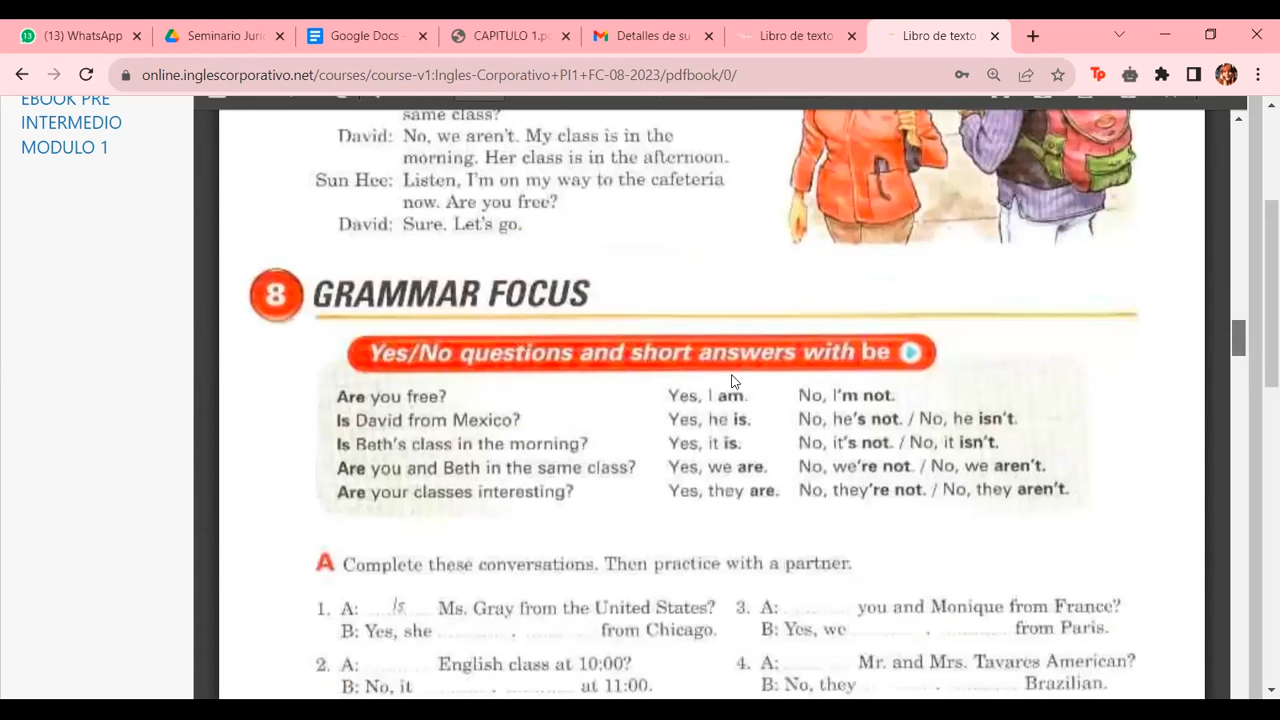 (13) WhatsApp
Seminario Juri
Google Docs -
CAPITULO 1.p
Detalles de su
Libro de texto
Libro de texto
online.inglescorporativo.net/courses/course-v1:Ingles-Corporativo+PI1+FC-08-2023/pdfbook/0/
EBOOK PRE
INTERMEDIO
MODULO 1
same class?
David: No, we aren't. My class is in the
morning. Her class is in the afternoon.
Sun Hee: Listen, I'm on my way to the cafeteria
now. Are you free?
David: Sure. Let's go.
8 GRAMMAR FOCUS
Yes/No questions and short answers with be
Are you free? Yes, I am. No, I'm not.
Is David from Mexico? Yes, he is. No, he's not. / No, he isn't.
Is Beth's class in the morning? Yes, it is. No, it's not. / No, it isn't.
Are you and Beth in the same class? Yes, we are. No, we're not. / No, we aren't.
Are your classes interesting? Yes, they are. No, they're not. / No, they aren't.
A Complete these conversations. Then practice with a partner.
1. A: Is Ms. Gray from the United States?
B: Yes, she . from Chicago.
2. A: English class at 10:00?
B: No, it . at 11:00.
3. A: you and Monique from France?
B: Yes, we . from Paris.
4. A: Mr. and Mrs. Tavares American?
B: No, they . Brazilian.